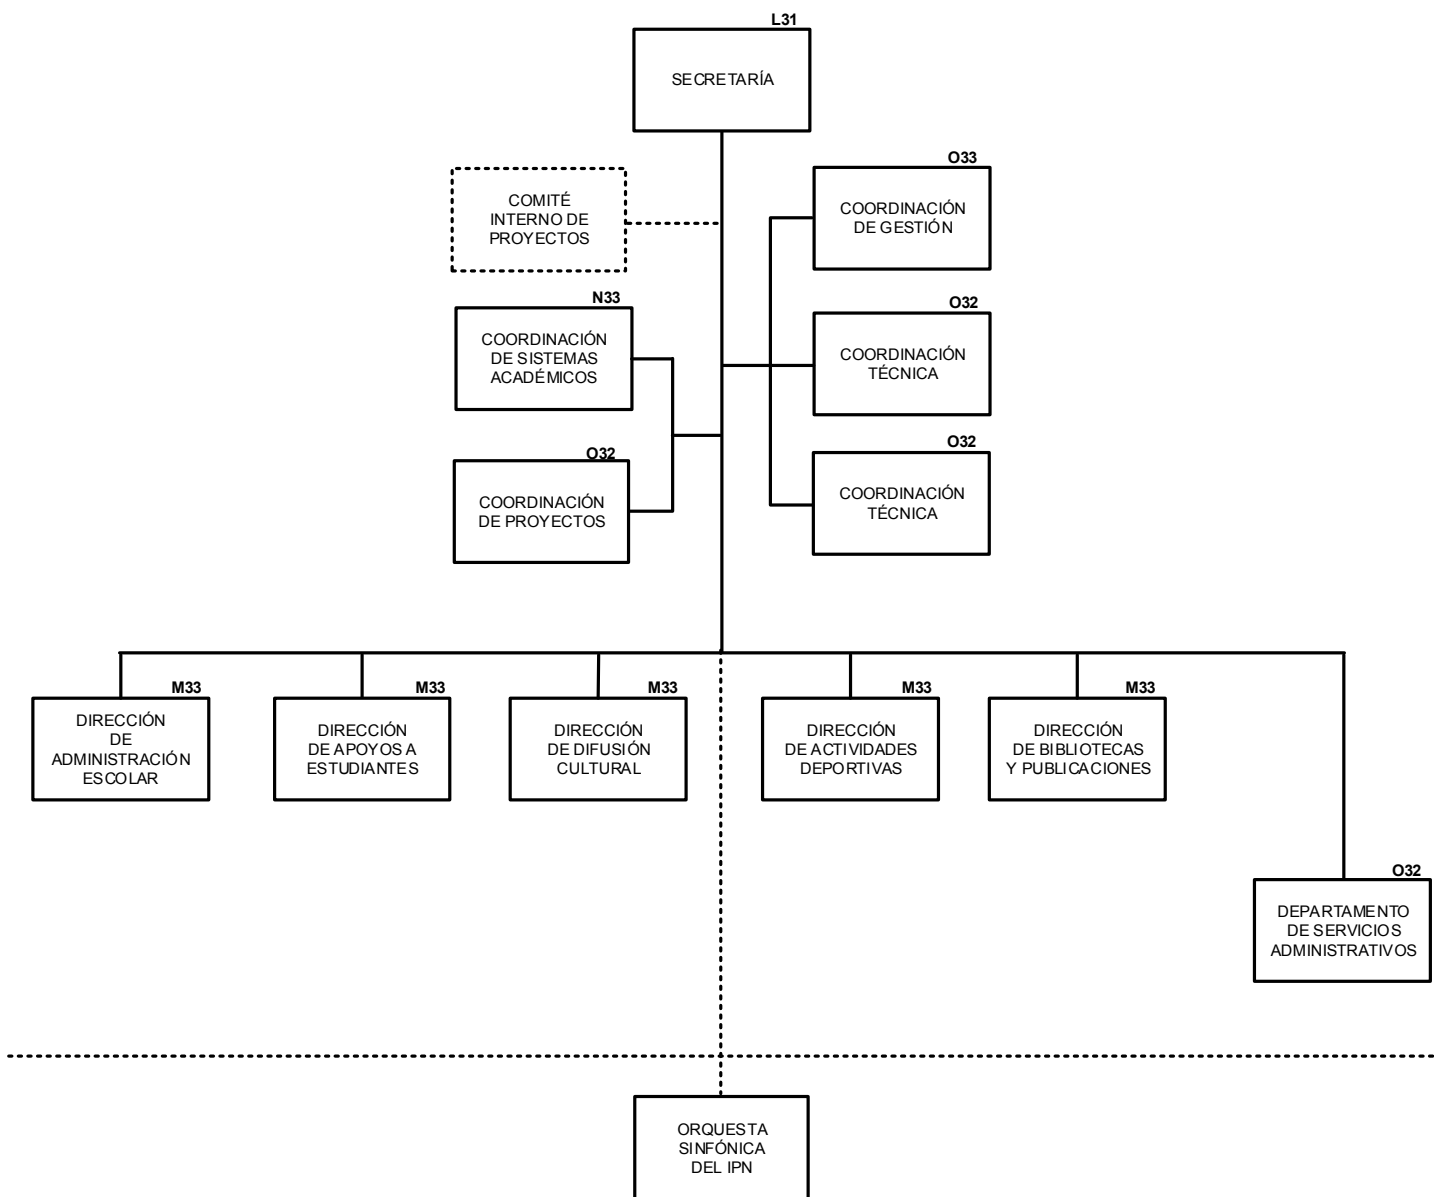 L31
SECRETARÍA
COMITÉ
INTERNO DE
PROYECTOS
O33
COORDINACIÓN
DE GESTIÓN
N33
COORDINACIÓN
DE SISTEMAS
ACADÉMICOS
O32
COORDINACIÓN
TÉCNICA
O32
COORDINACIÓN
DE PROYECTOS
O32
COORDINACIÓN
TÉCNICA
M33
DIRECCIÓN
DE
ADMINISTRACIÓN
ESCOLAR
M33
DIRECCIÓN
DE APOYOS A
ESTUDIANTES
M33
DIRECCIÓN
DE DIFUSIÓN
CULTURAL
M33
DIRECCIÓN
DE ACTIVIDADES
DEPORTIVAS
M33
DIRECCIÓN
DE BIBLIOTECAS
Y PUBLICACIONES
O32
DEPARTAMENTO
DE SERVICIOS
ADMINISTRATIVOS
ORQUESTA
SINFÓNICA
DEL IPN